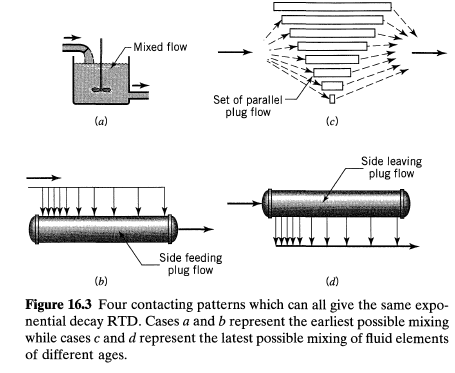 Mixed flow
(a)
Set of parallel
plug flow
(c)
Side feeding
plug flow
(b)
Side leaving
plug flow
(d)
Figure 16.3 Four contacting patterns which can all give the same expo-
nential decay RTD. Cases a and b represent the earliest possible mixing
while cases c and d represent the latest possible mixing of fluid elements
of different ages.